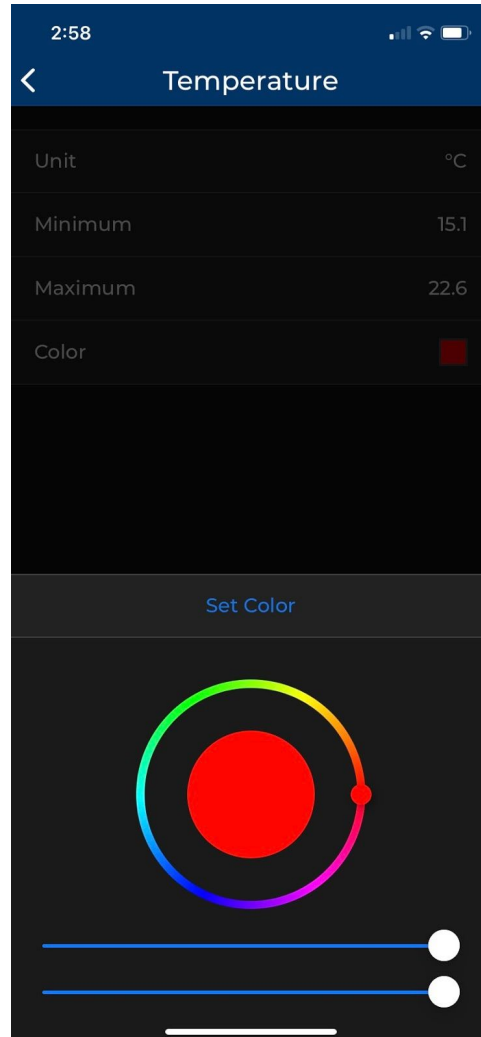 2:58
Temperature
Unit °C
Minimum 15.1
Maximum 22.6
Color
Set Color